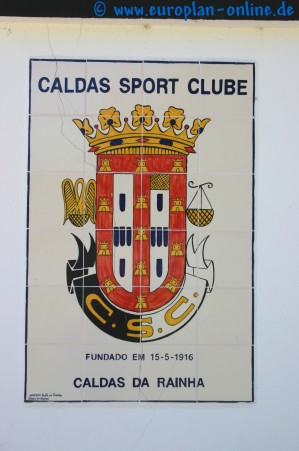 © www.europlan-online.de
CALDAS SPORT CLUBE
C.S.C.
FUNDADO EM 15-5-1916
CALDAS DA RAINHA